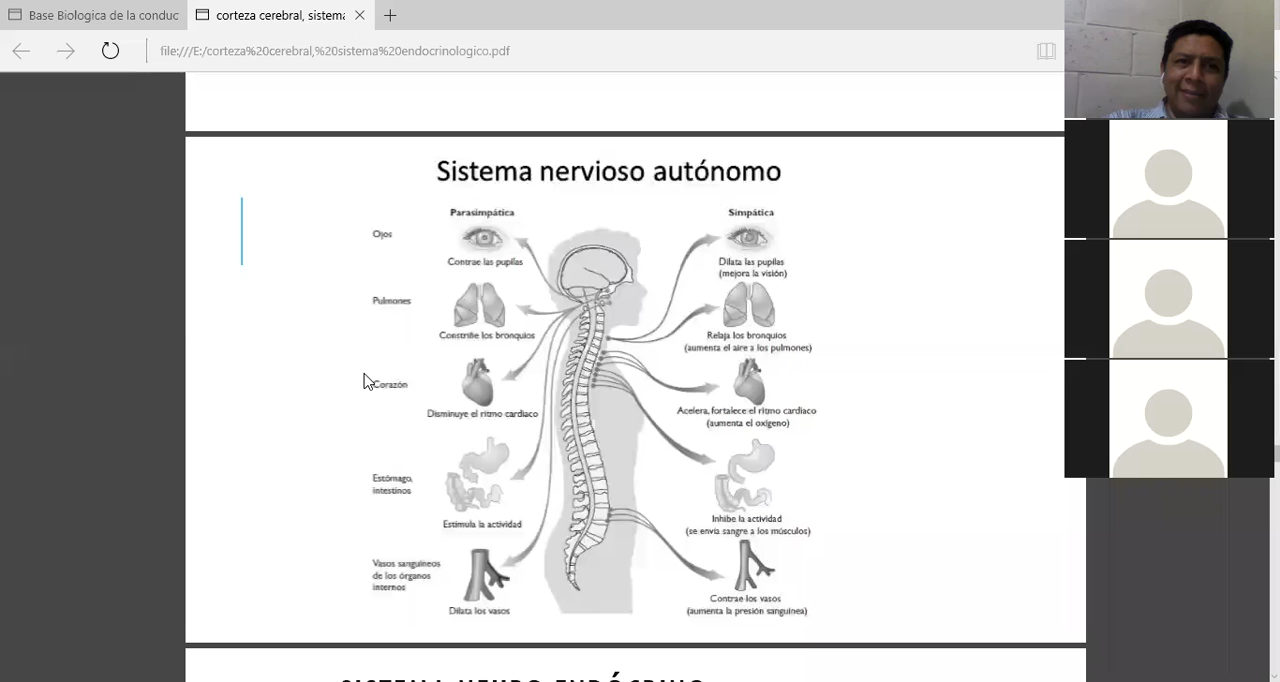 Base Biologica de la conduc
corteza cerebral, sistema
file:///E:/corteza%20cerebral,%20sistema%20endocrinologico.pdf
Sistema nervioso autónomo
Parasimpática
Simpática
Ojos
Contrae las pupilas
Dilata las pupilas
(mejora la visión)
Pulmones
Constriñe los bronquios
Relaja los bronquios
(aumenta el aire a los pulmones)
Corazón
Disminuye el ritmo cardiaco
Acelera, fortalece el ritmo cardiaco
(aumenta el oxígeno)
Estómago,
intestinos
Estimula la actividad
Inhibe la actividad
(se envía sangre a los músculos)
Vasos sanguíneos
de los órganos
internos
Dilata los vasos
Contrae los vasos
(aumenta la presión sanguínea)
SISTEMA NEURO ENDÓCRINO